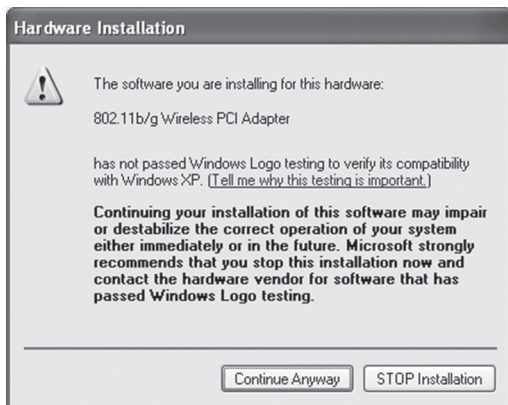 Hardware Installation
The software you are installing for this hardware:
802.11b/g Wireless PCI Adapter
has not passed Windows Logo testing to verify its compatibility
with Windows XP. (Tell me why this testing is important.)
Continuing your installation of this software may impair
or destabilize the correct operation of your system
either immediately or in the future. Microsoft strongly
recommends that you stop this installation now and
contact the hardware vendor for software that has
passed Windows Logo testing.
Continue Anyway
STOP Installation